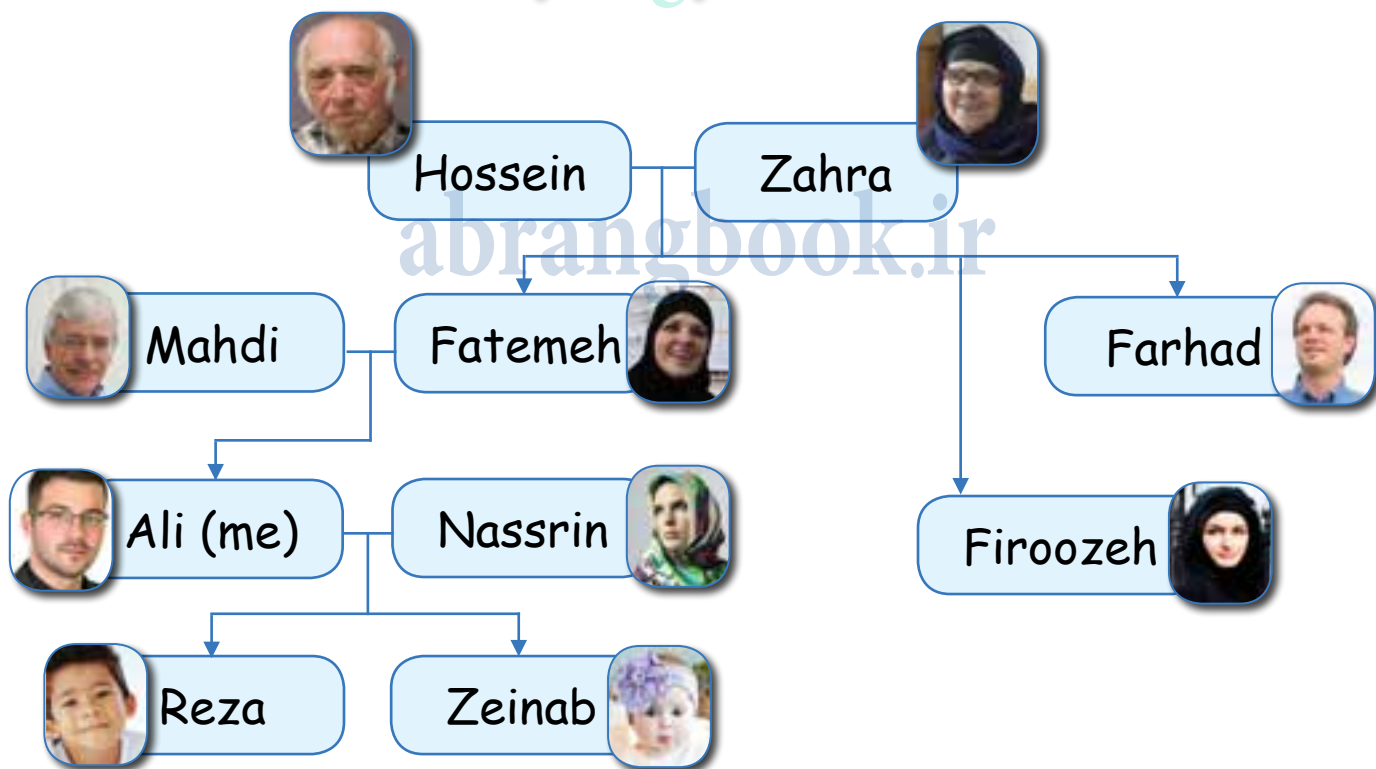 Hossein
Zahra
abrangbook.ir
Mahdi
Fatemeh
Farhad
Ali (me)
Nassrin
Firoozeh
Reza
Zeinab